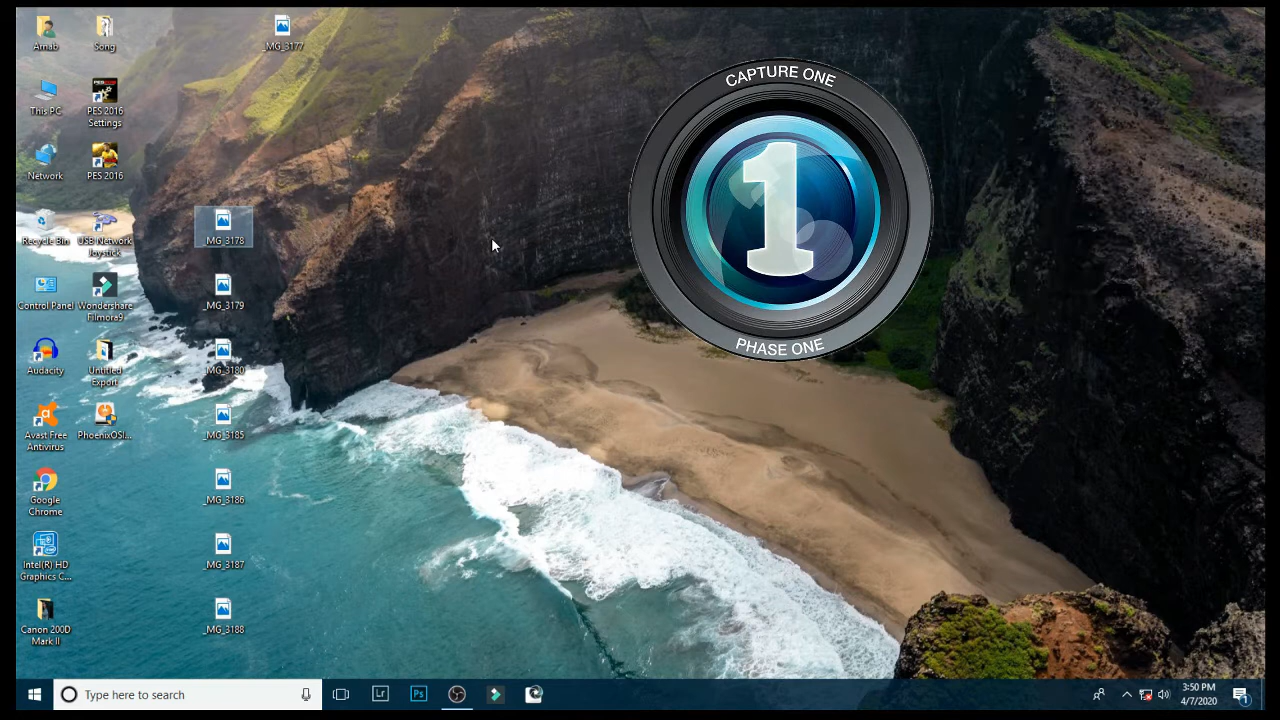 Arnab
Song
_MG_3177
This PC
PES 2016
Settings
Network
PES 2016
Recycle Bin
USB Network
Joystick
_MG_3178
Control Panel
Wondershare
Filmora9
_MG_3179
Audacity
Untitled
Export
_MG_3180
Avast Free
Antivirus
PhoenixOSI...
_MG_3185
Google
Chrome
_MG_3186
Intel(R) HD
Graphics C...
_MG_3187
Canon 200D
Mark II
_MG_3188
CAPTURE ONE
1
PHASE ONE
Type here to search
Lr
Ps
3:50 PM
4/7/2020
1